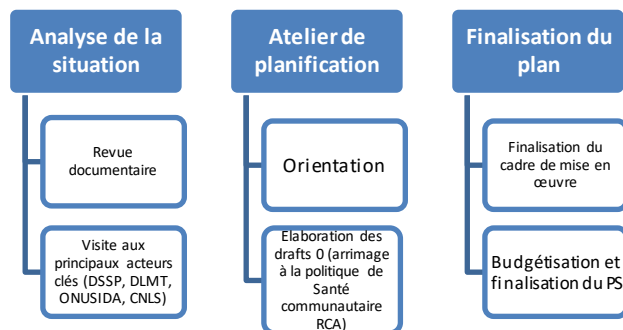 Analyse de la
situation
Revue
documentaire
Visite aux
principaux acteurs
clés (DSSP, DLMT,
ONUSIDA, CNLS)
Atelier de
planification
Orientation
Elaboration des
drafts 0 (arrimage
à la politique de
Santé
communautaire
RCA)
Finalisation du
plan
Finalisation du
cadre de mise en
œuvre
Budgétisation et
finalisation du PS